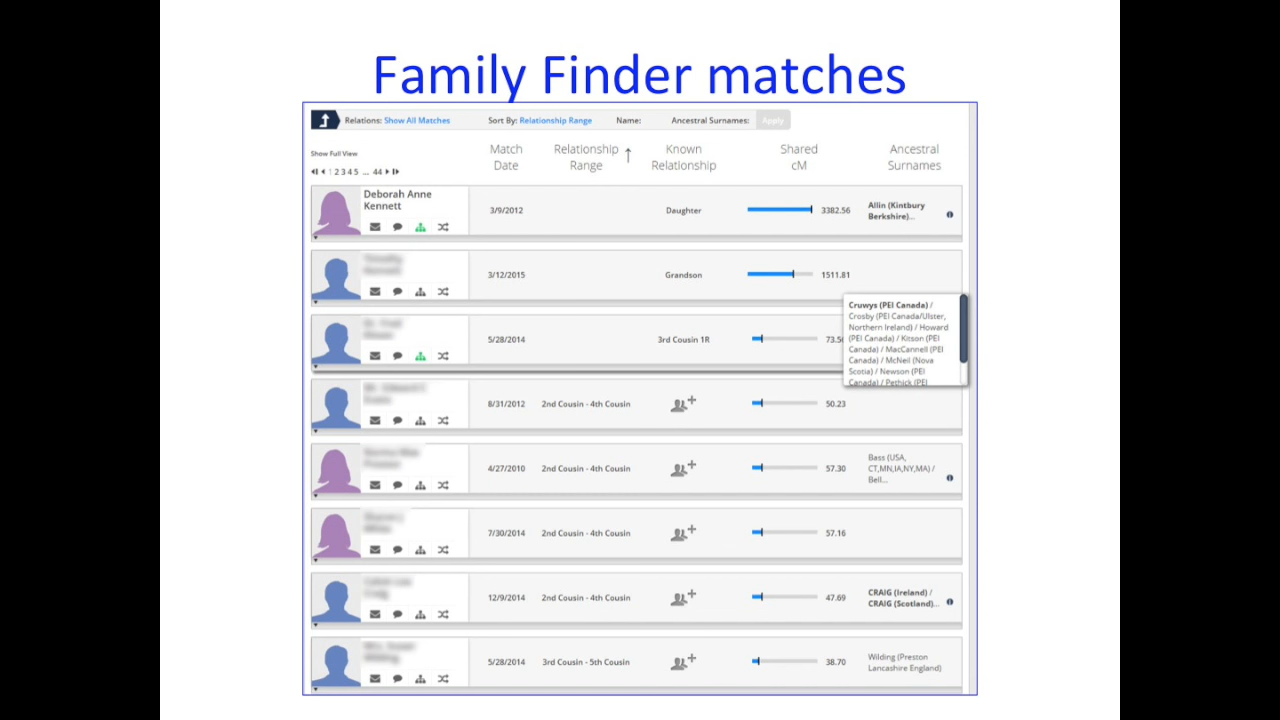 Family Finder matches
Relations: Show All Matches Sort By: Relationship Range Name: Ancestral Surnames: Apply
Show Full View
1 2 3 4 5 ... 44
Match Date
Relationship Range
Known Relationship
Shared cM
Ancestral Surnames
Deborah Anne
Kennett
3/9/2012 Daughter 3382.56
Allin (Kintbury
Berkshire)...
3/12/2015 Grandson 1511.81
5/28/2014 3rd Cousin 1R
Cruwys (PEI Canada) /
Crosby (PEI Canada/Ulster,
Northern Ireland) / Howard
(PEI Canada) / Kitson (PEI
Canada) / MacCannell (PEI
Canada) / McNeil (Nova
Scotia) / Newson (PEI
Canada) / Pethick (PEI
8/31/2012 2nd Cousin - 4th Cousin 50.23
4/27/2010 2nd Cousin - 4th Cousin 57.30
Bass (USA,
CT,MN,IA,NY,MA) /
Bell...
7/30/2014 2nd Cousin - 4th Cousin 57.16
12/9/2014 2nd Cousin - 4th Cousin 47.69
CRAIG (Ireland) /
CRAIG (Scotland)...
5/28/2014 3rd Cousin - 5th Cousin 38.70
Wilding (Preston
Lancashire England)